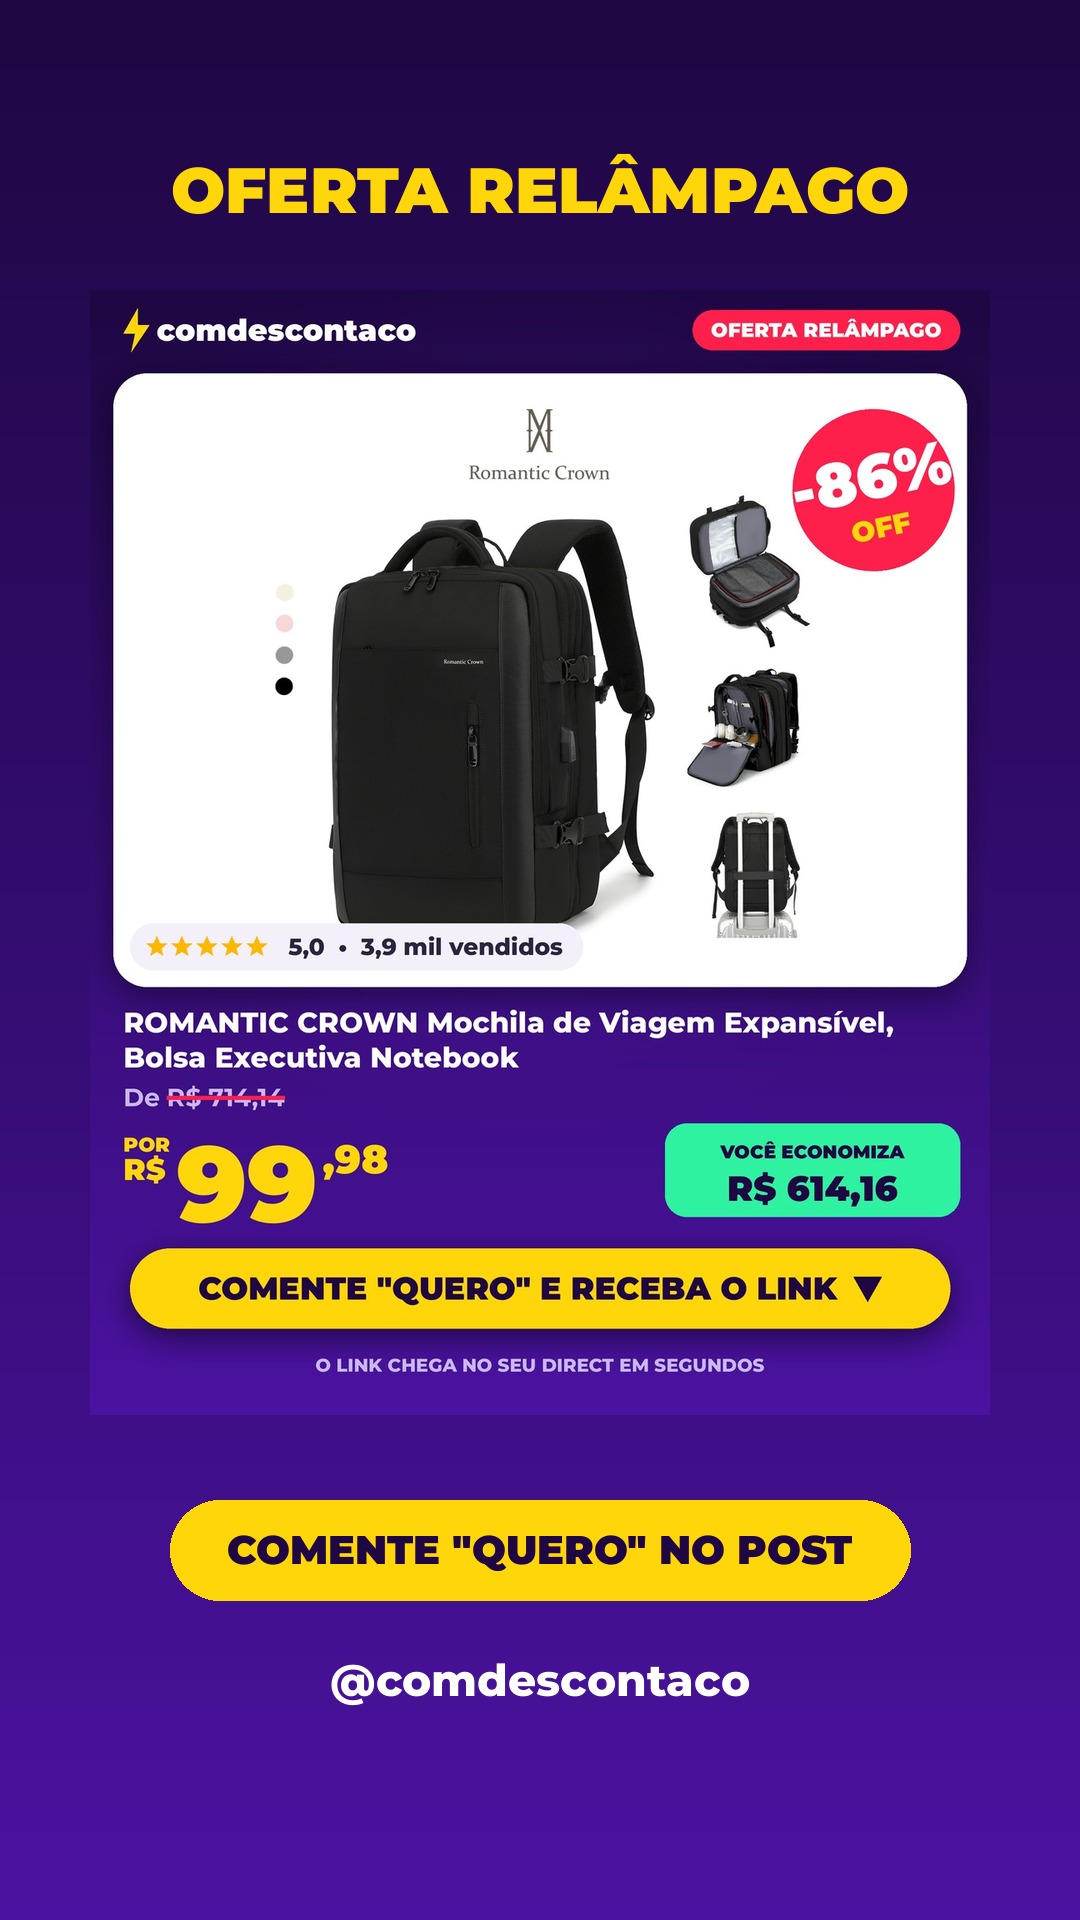 OFERTA RELÂMPAGO
comdescontaco
OFERTA RELÂMPAGO
Romantic Crown
-86%
OFF
Romantic Crown
5,0 • 3,9 mil vendidos
ROMANTIC CROWN Mochila de Viagem Expansível,
Bolsa Executiva Notebook
De R$ 714,14
POR
R$ 99,98
VOCÊ ECONOMIZA
R$ 614,16
COMENTE "QUERO" E RECEBA O LINK ▼
O LINK CHEGA NO SEU DIRECT EM SEGUNDOS
COMENTE "QUERO" NO POST
@comdescontaco